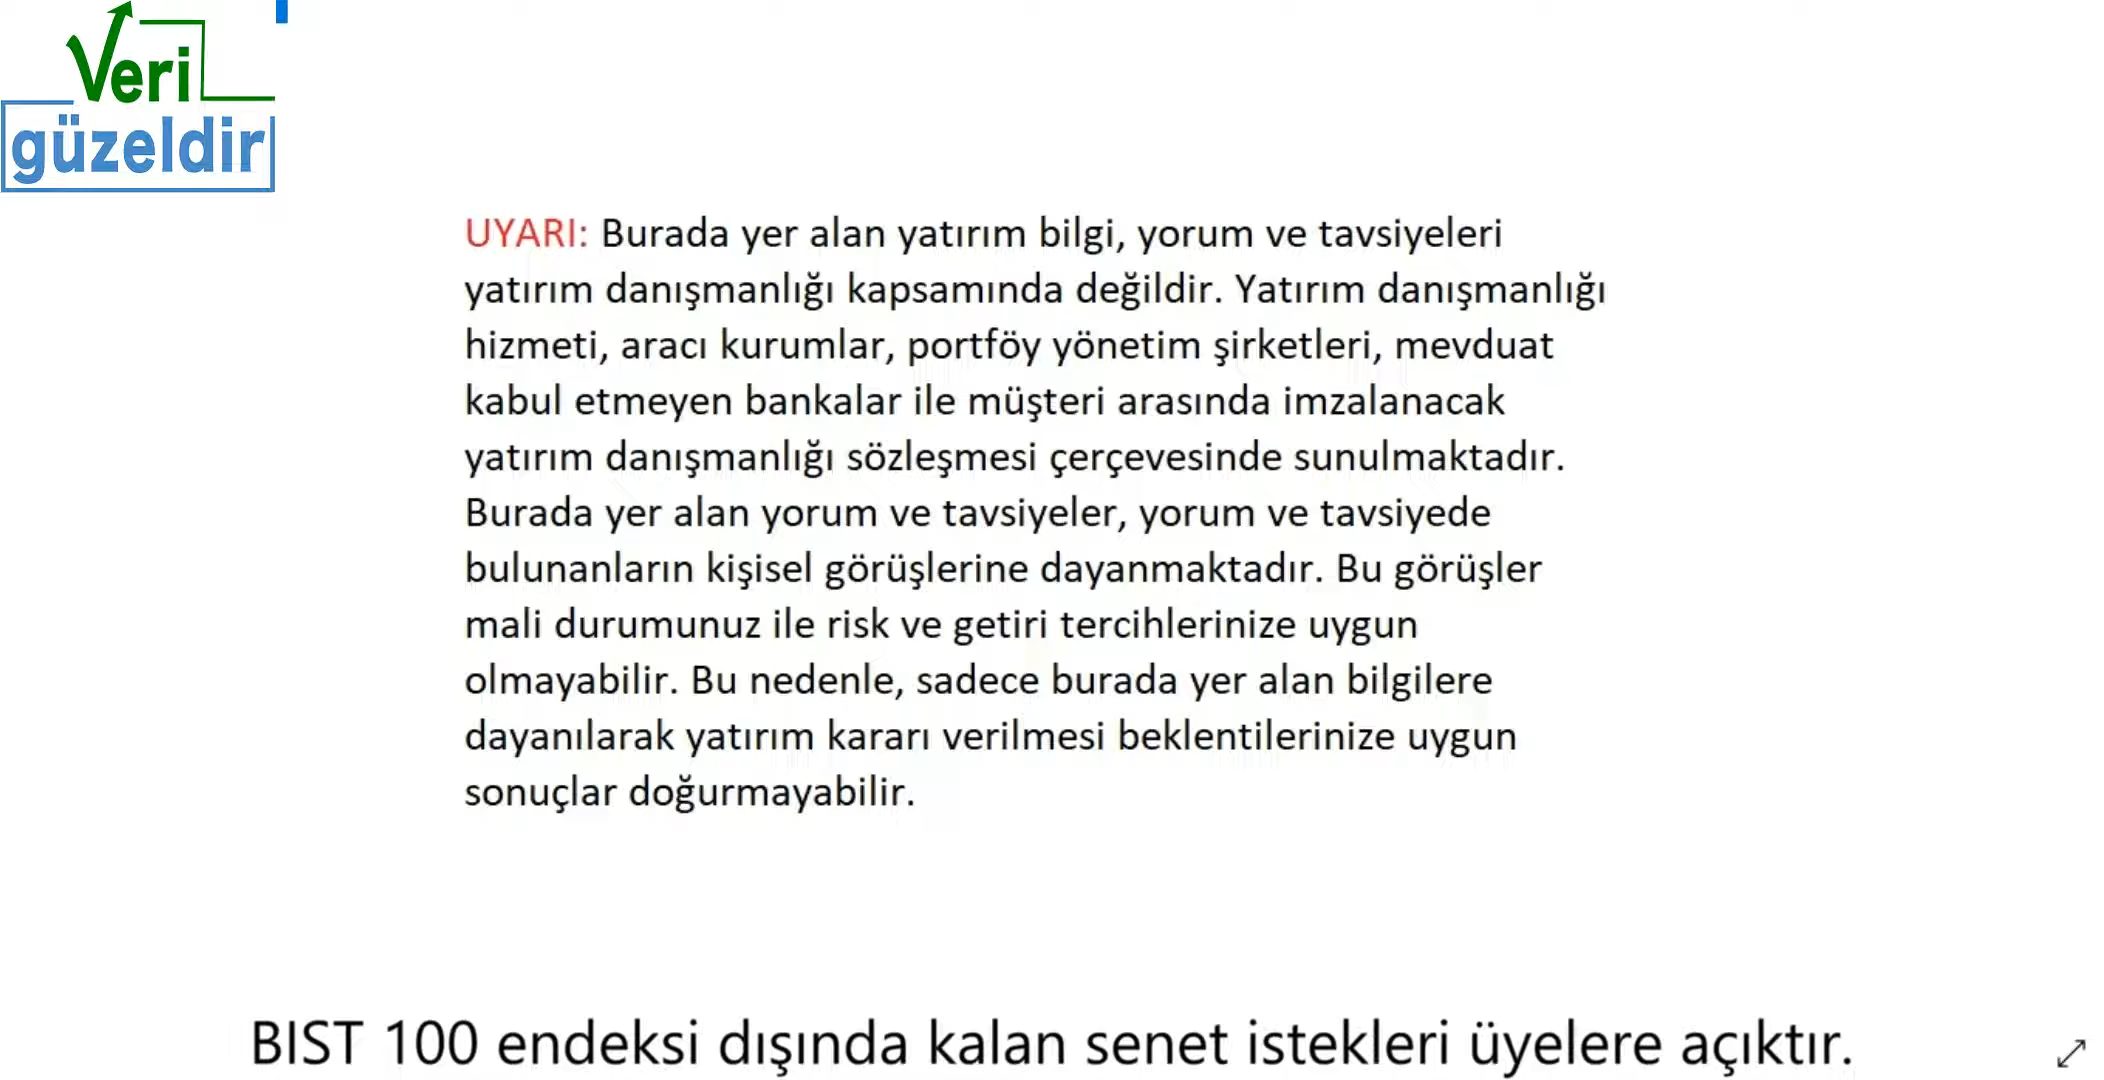 Veri
güzeldir
UYARI: Burada yer alan yatırım bilgi, yorum ve tavsiyeleri
yatırım danışmanlığı kapsamında değildir. Yatırım danışmanlığı
hizmeti, aracı kurumlar, portföy yönetim şirketleri, mevduat
kabul etmeyen bankalar ile müşteri arasında imzalanacak
yatırım danışmanlığı sözleşmesi çerçevesinde sunulmaktadır.
Burada yer alan yorum ve tavsiyeler, yorum ve tavsiyede
bulunanların kişisel görüşlerine dayanmaktadır. Bu görüşler
mali durumunuz ile risk ve getiri tercihlerinize uygun
olmayabilir. Bu nedenle, sadece burada yer alan bilgilere
dayanılarak yatırım kararı verilmesi beklentilerinize uygun
sonuçlar doğurmayabilir.
BIST 100 endeksi dışında kalan senet istekleri üyelere açıktır.